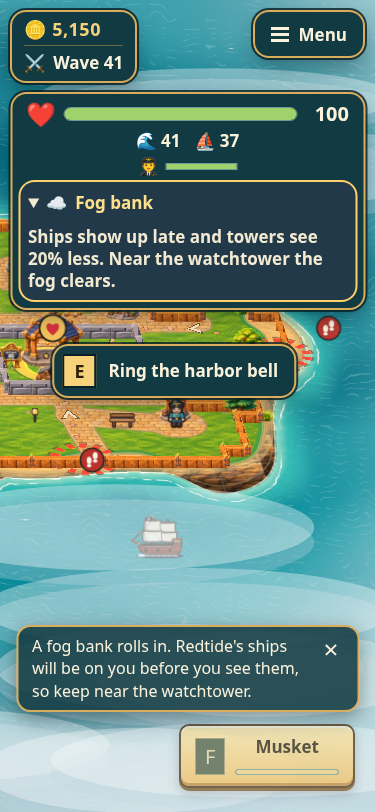 5,150
Wave 41
Menu
100
41 37
Fog bank
Ships show up late and towers see
20% less. Near the watchtower the
fog clears.
E Ring the harbor bell
A fog bank rolls in. Redtide's ships
will be on you before you see them,
so keep near the watchtower.
F Musket